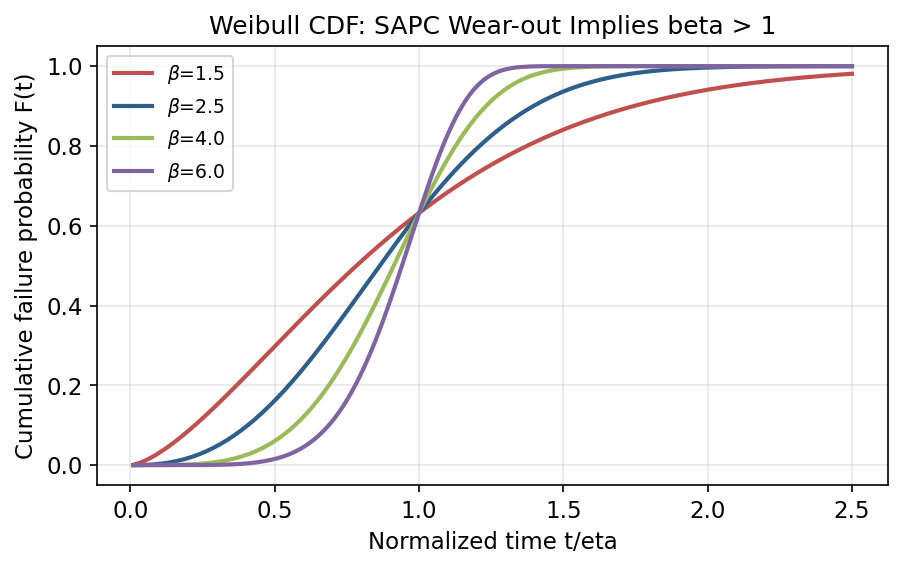 Weibull CDF: SAPC Wear-out Implies beta > 1
β=1.5
β=2.5
β=4.0
β=6.0
Cumulative failure probability F(t)
1.0
0.8
0.6
0.4
0.2
0.0
0.0 0.5 1.0 1.5 2.0 2.5
Normalized time t/eta